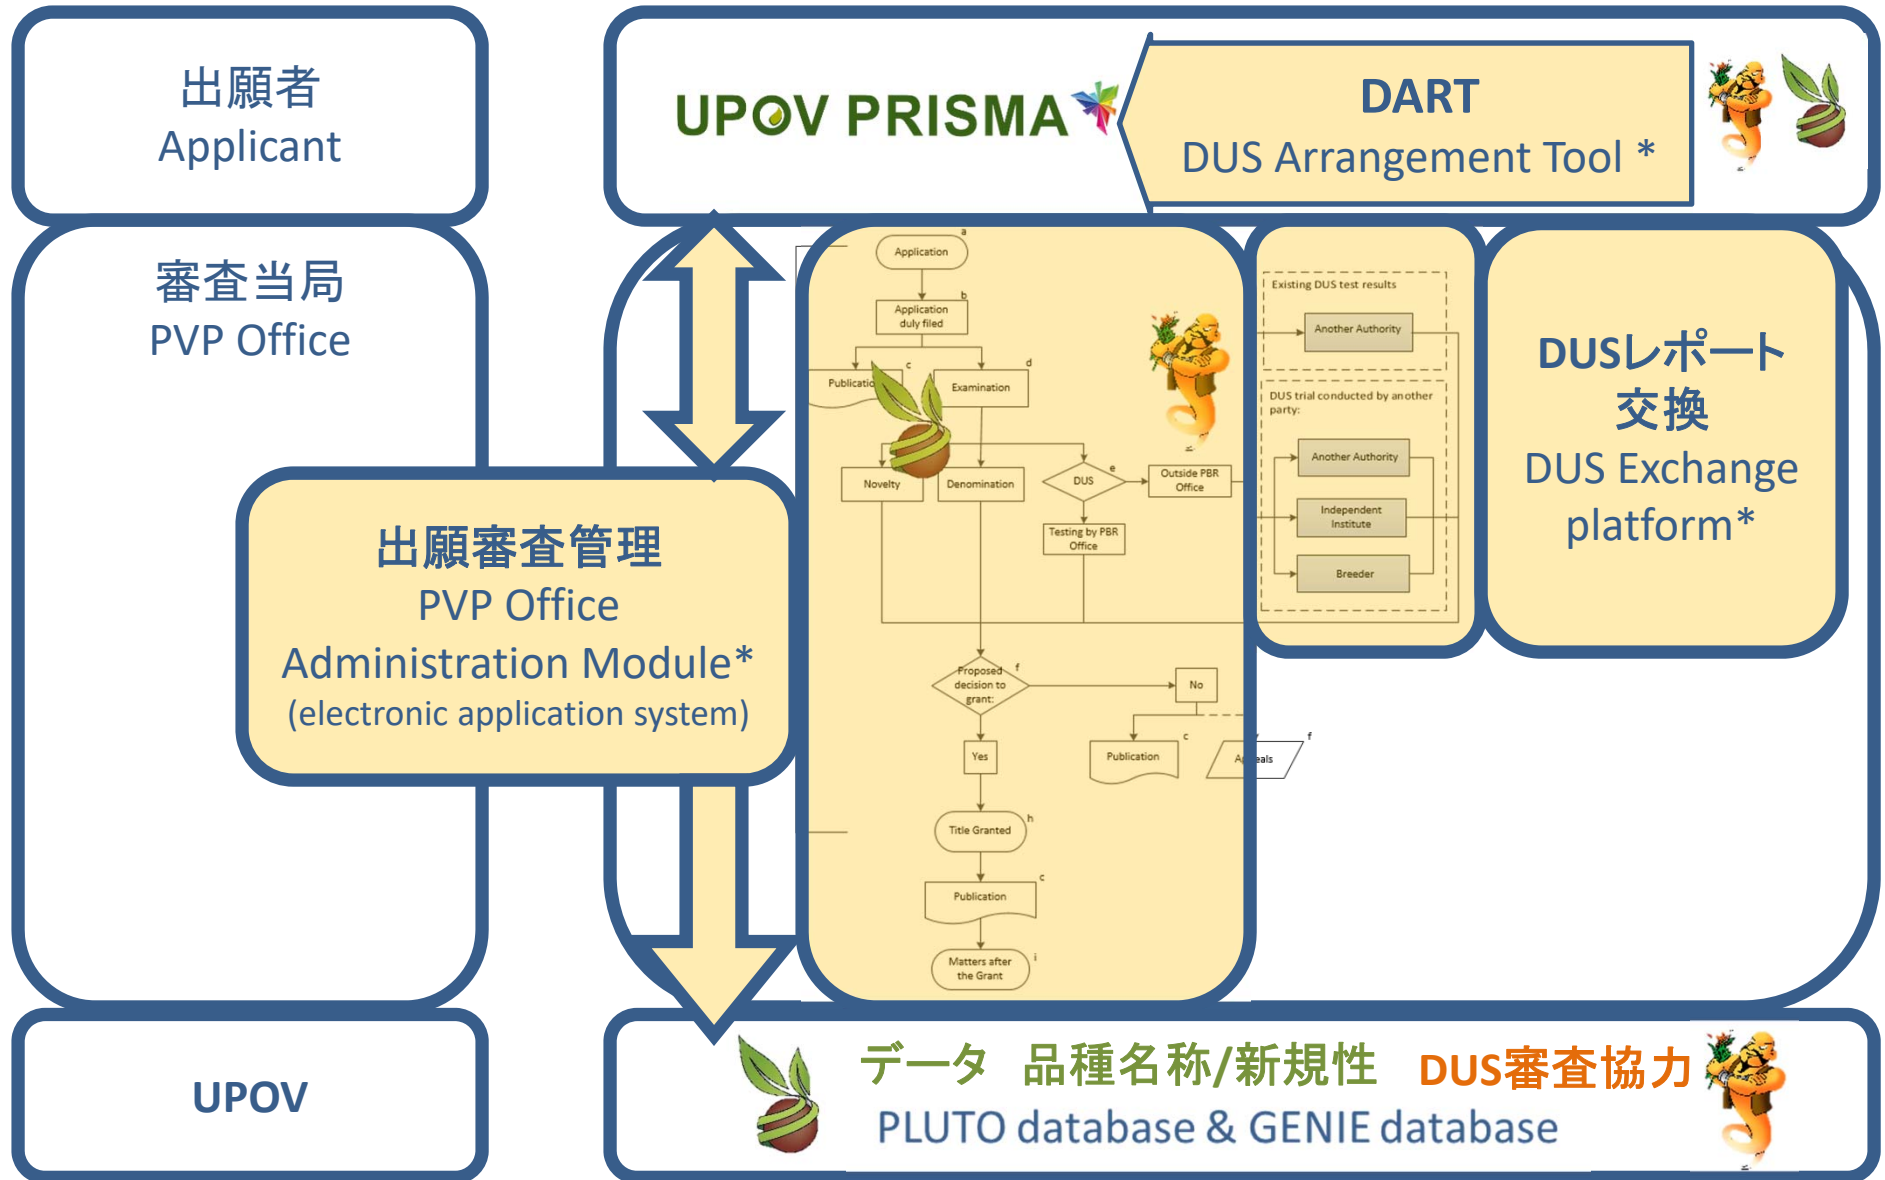 出願者
Applicant
UPOV PRISMA
DART
DUS Arrangement Tool *
審査当局
PVP Office
出願審査管理
PVP Office
Administration Module*
(electronic application system)
a
Application
b
Application
duly filed
c
Publication
d
Examination
Novelty
Denomination
e
DUS
Outside PBR
Office
Testing by PBR
Office
Existing DUS test results
Another Authority
DUS trial conducted by another
party:
Another Authority
Independent
Institute
Breeder
f
Proposed
decision to
grant:
No
Yes
c
Publication
f
Appeals
h
Title Granted
c
Publication
i
Matters after
the Grant
DUSレポート
交換
DUS Exchange
platform*
UPOV
データ 品種名称/新規性 DUS審査協力
PLUTO database & GENIE database